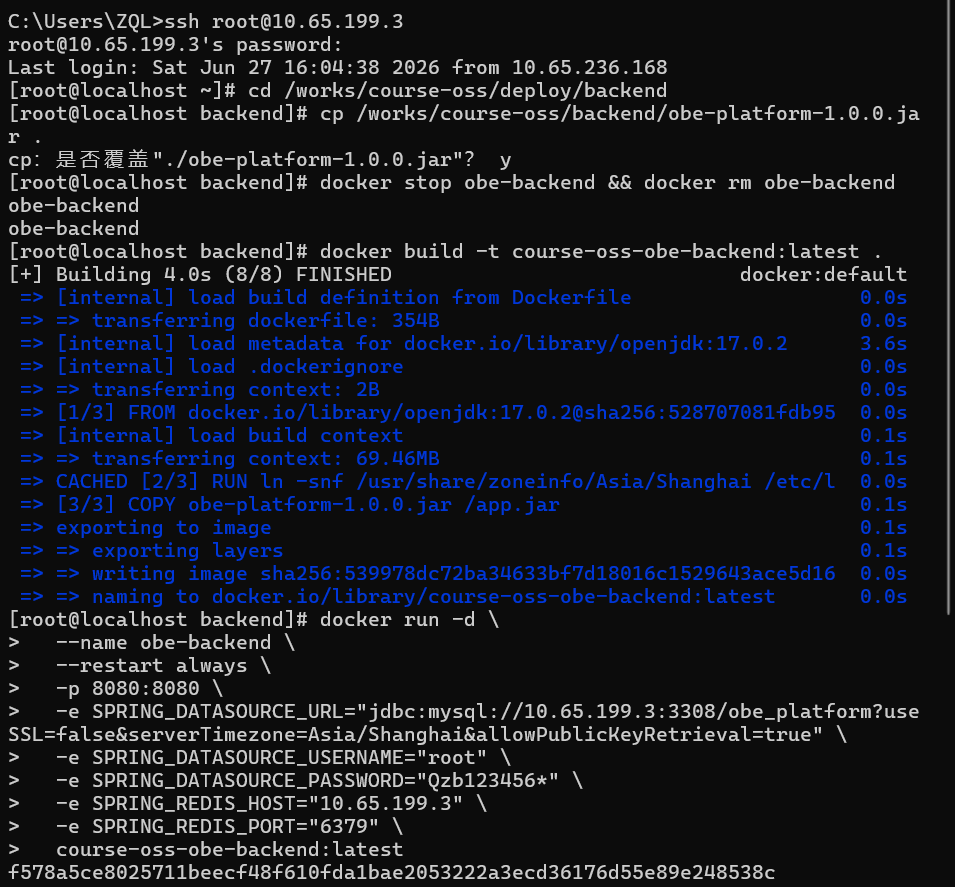 C:\Users\ZQL>ssh root@10.65.199.3
root@10.65.199.3's password:
Last login: Sat Jun 27 16:04:38 2026 from 10.65.236.168
[root@localhost ~]# cd /works/course-oss/deploy/backend
[root@localhost backend]# cp /works/course-oss/backend/obe-platform-1.0.0.ja
r .
cp: 是否覆盖"./obe-platform-1.0.0.jar"? y
[root@localhost backend]# docker stop obe-backend && docker rm obe-backend
obe-backend
obe-backend
[root@localhost backend]# docker build -t course-oss-obe-backend:latest .
[+] Building 4.0s (8/8) FINISHED docker:default
=> [internal] load build definition from Dockerfile 0.0s
=> => transferring dockerfile: 354B 0.0s
=> [internal] load metadata for docker.io/library/openjdk:17.0.2 3.6s
=> [internal] load .dockerignore 0.0s
=> => transferring context: 2B 0.0s
=> [1/3] FROM docker.io/library/openjdk:17.0.2@sha256:528707081fdb95 0.0s
=> [internal] load build context 0.1s
=> => transferring context: 69.46MB 0.1s
=> CACHED [2/3] RUN ln -snf /usr/share/zoneinfo/Asia/Shanghai /etc/l 0.0s
=> [3/3] COPY obe-platform-1.0.0.jar /app.jar 0.1s
=> exporting to image 0.1s
=> => exporting layers 0.1s
=> => writing image sha256:539978dc72ba34633bf7d18016c1529643ace5d16 0.0s
=> => naming to docker.io/library/course-oss-obe-backend:latest 0.0s
[root@localhost backend]# docker run -d \
> --name obe-backend \
> --restart always \
> -p 8080:8080 \
> -e SPRING_DATASOURCE_URL="jdbc:mysql://10.65.199.3:3308/obe_platform?use
SSL=false&serverTimezone=Asia/Shanghai&allowPublicKeyRetrieval=true" \
> -e SPRING_DATASOURCE_USERNAME="root" \
> -e SPRING_DATASOURCE_PASSWORD="Qzb123456*" \
> -e SPRING_REDIS_HOST="10.65.199.3" \
> -e SPRING_REDIS_PORT="6379" \
> course-oss-obe-backend:latest
f578a5ce8025711beecf48f610fda1bae2053222a3ecd36176d55e89e248538c